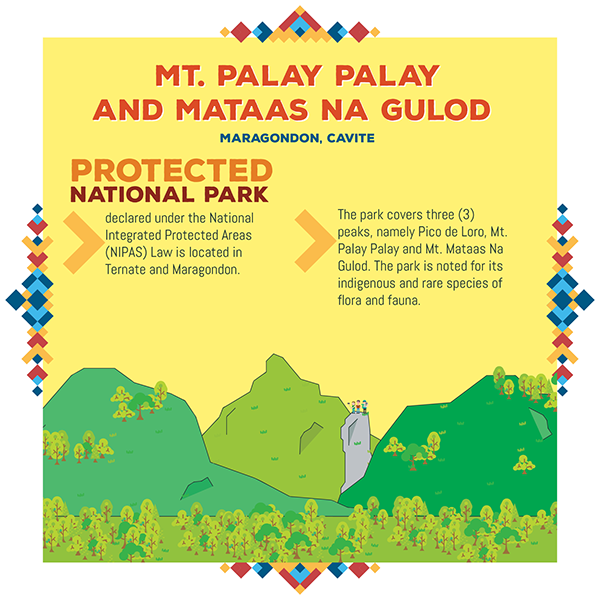 MT. PALAY PALAY
AND MATAAS NA GULOD
MARAGONDON, CAVITE
PROTECTED
NATIONAL PARK
declared under the National
Integrated Protected Areas
(NIPAS) Law is located in
Ternate and Maragondon.
The park covers three (3)
peaks, namely Pico de Loro, Mt.
Palay Palay and Mt. Mataas Na
Gulod. The park is noted for its
indigenous and rare species of
flora and fauna.